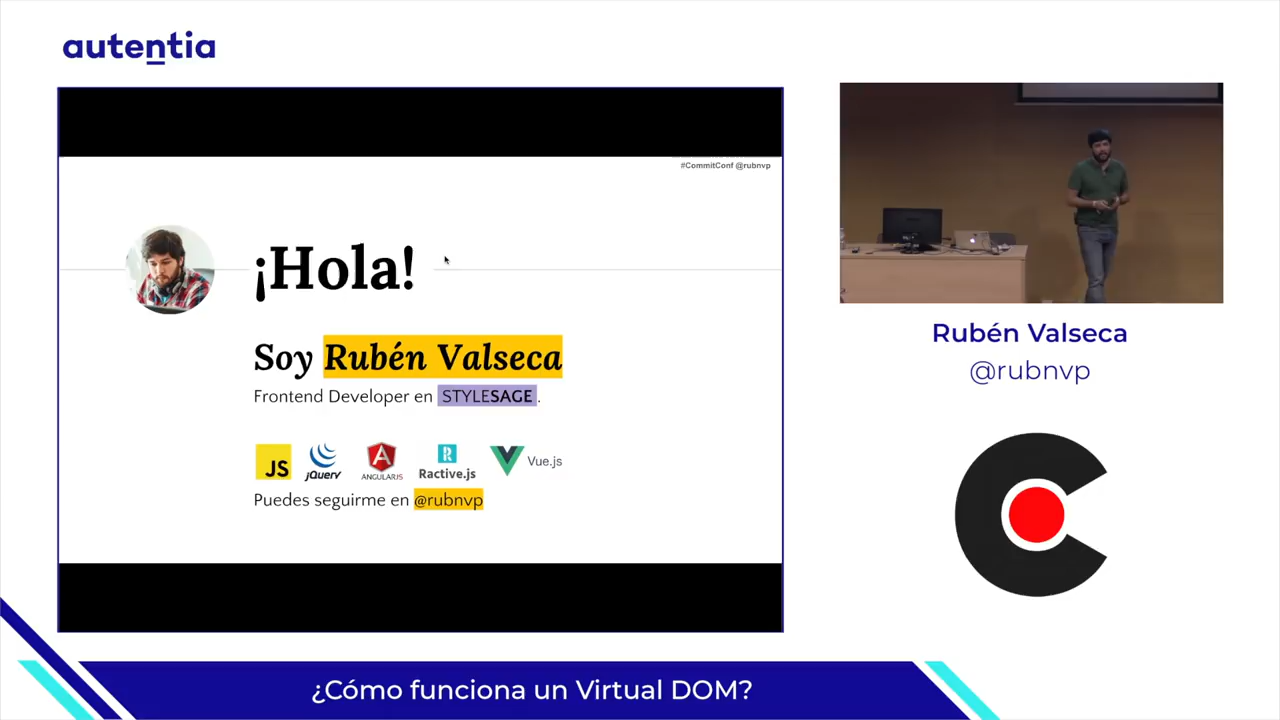 autentia
#CommitConf @rubnvp
¡Hola!
Soy Rubén Valseca
Frontend Developer en STYLESAGE.
JS
jQuery
ANGULARJS
Ractive.js
Vue.js
Puedes seguirme en @rubnvp
Rubén Valseca
@rubnvp
¿Cómo funciona un Virtual DOM?